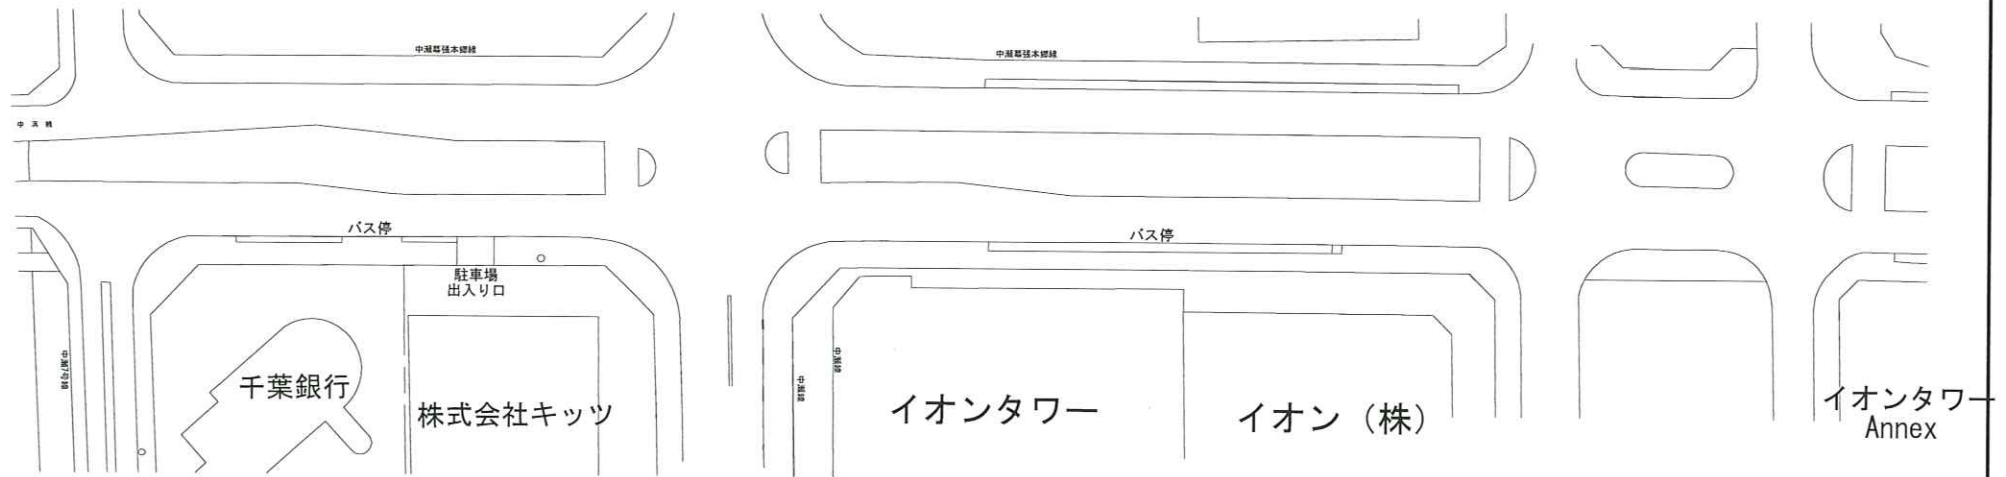 中瀬幕張本郷線
中瀬幕張本郷線
バス停
バス停
駐車場
出入り口
千葉銀行
株式会社キッツ
イオンタワー
イオン（株）
イオンタワー
Annex
中瀬線
中瀬線